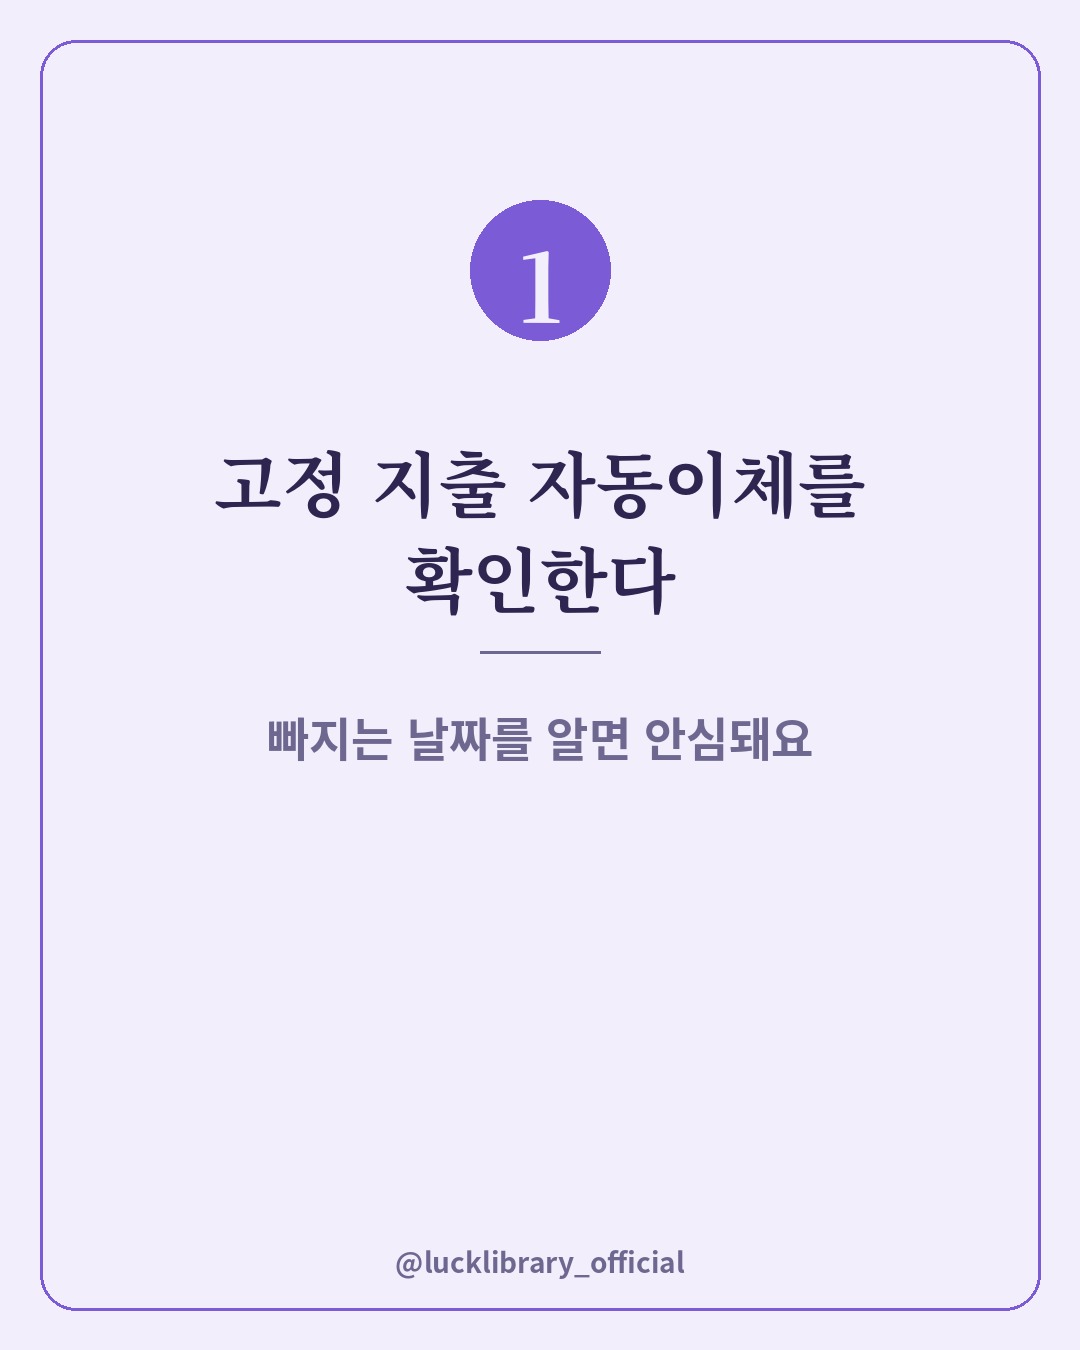 1
고정 지출 자동이체를
확인한다
빠지는 날짜를 알면 안심돼요
@lucklibrary_official